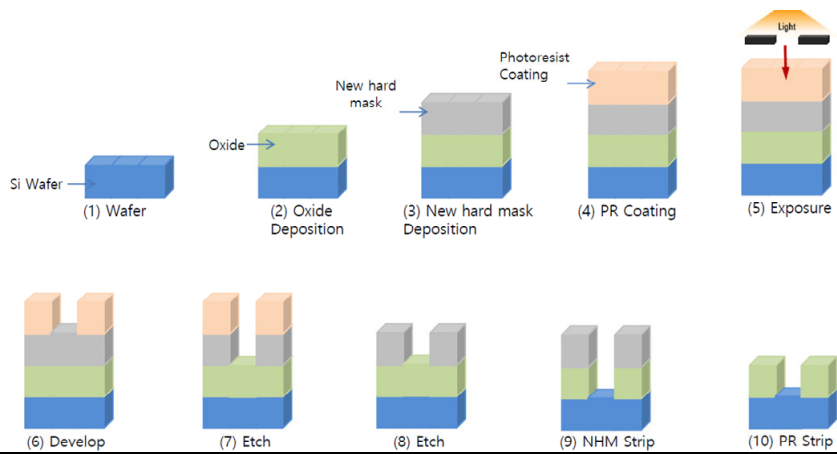 Light
Photoresist
Coating
New hard
mask
Oxide
Si Wafer
(1) Wafer
(2) Oxide
Deposition
(3) New hard mask
Deposition
(4) PR Coating
(5) Exposure
(6) Develop
(7) Etch
(8) Etch
(9) NHM Strip
(10) PR Strip